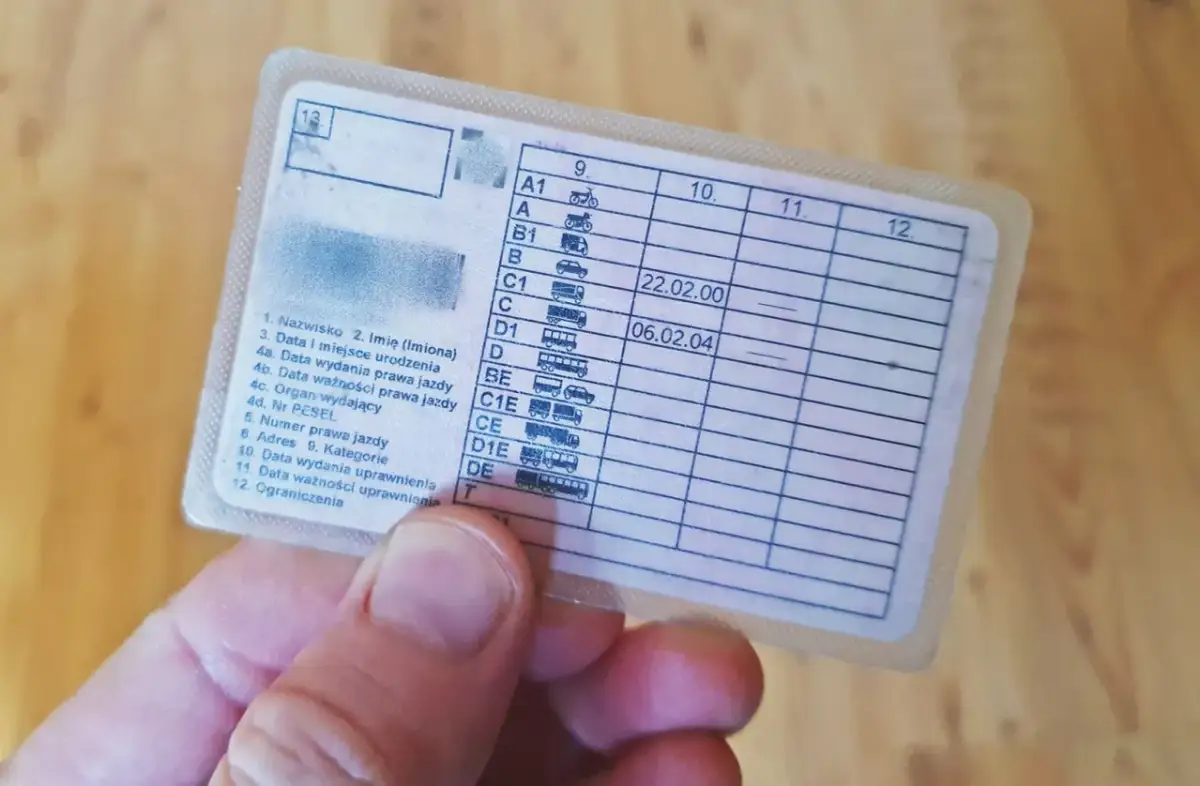 13.
1. Nazwisko 2. Imię (Imiona)
3. Data i miejsce urodzenia
4a. Data wydania prawa jazdy
4b. Data ważności prawa jazdy
4c. Organ wydający
4d. Nr PESEL
5. Numer prawa jazdy
6. Adres 9. Kategorie
10. Data wydania uprawnienia
11. Data ważności uprawnienia
12. Ograniczenia
9. 10. 11. 12.
A1
A
B1
B 22.02.00 ——
C1
C 06.02.04 ——
D1
D
BE
C1E
CE
D1E
DE
T